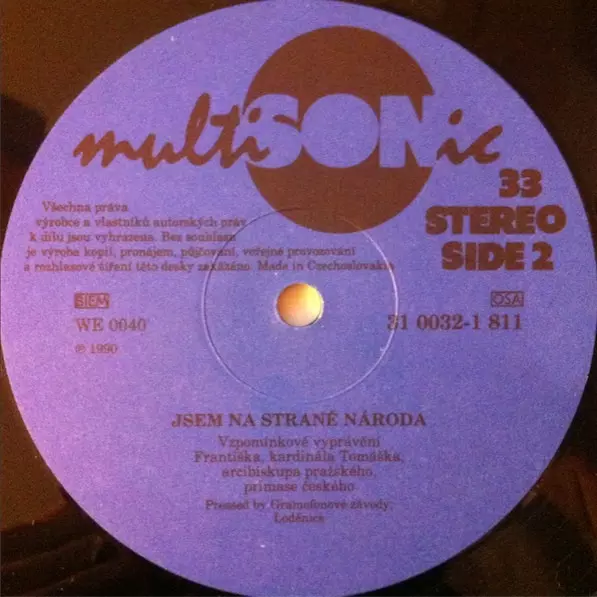 multiSONic
33
STEREO
SIDE 2
Všechna práva
výrobce a vlastníků autorských práv
k dílu jsou vyhrazena. Bez souhlasu
je výroba kopií, pronájem, půjčování, veřejné provozování
a rozhlasové šíření této desky zakázáno. Made in Czechoslovakia
BIEM
OSA
WE 0040
31 0032-1 811
℗ 1990
JSEM NA STRANĚ NÁRODA
Vzpomínkové vyprávění
Františka, kardinála Tomáška,
arcibiskupa pražského,
primase českého
Pressed by Gramofonové závody,
Loděnice